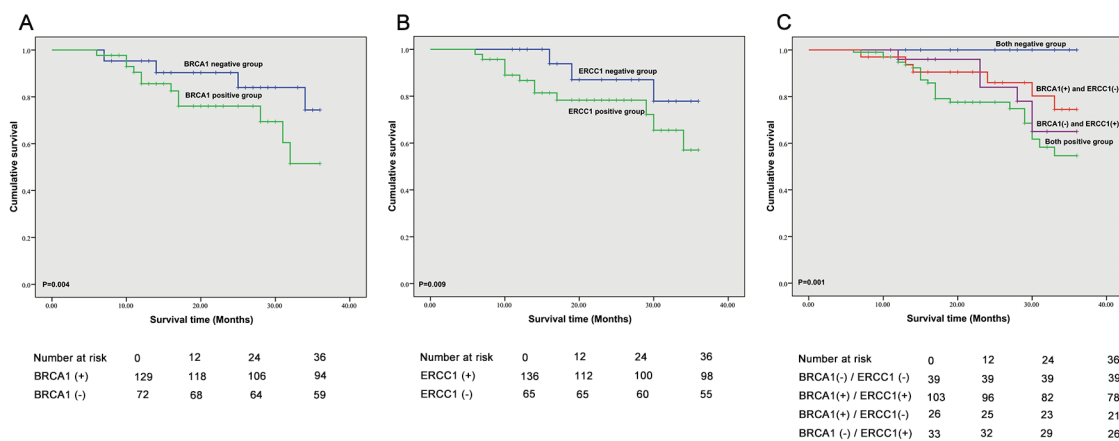 A
Cumulative survival
1.0
0.8
0.6
0.4
0.2
0.0
BRCA1 negative group
BRCA1 positive group
P=0.004
0.00 10.00 20.00 30.00 40.00
Survival time (Months)
Number at risk 0 12 24 36
BRCA1 (+) 129 118 106 94
BRCA1 (-) 72 68 64 59
B
Cumulative survival
1.0
0.8
0.6
0.4
0.2
0.0
ERCC1 negative group
ERCC1 positive group
P=0.009
0.00 10.00 20.00 30.00 40.00
Survival time (Months)
Number at risk 0 12 24 36
ERCC1 (+) 136 112 100 98
ERCC1 (-) 65 65 60 55
C
Cumulative survival
1.0
0.8
0.6
0.4
0.2
0.0
Both negative group
BRCA1(+) and ERCC1(-)
BRCA1(-) and ERCC1(+)
Both positive group
P=0.001
0.00 10.00 20.00 30.00 40.00
Survival time (Months)
Number at risk 0 12 24 36
BRCA1(-) / ERCC1 (-) 39 39 39 39
BRCA1(+) / ERCC1(+) 103 96 82 78
BRCA1(+) / ERCC1(-) 26 25 23 21
BRCA1 (-) / ERCC1(+) 33 32 29 26